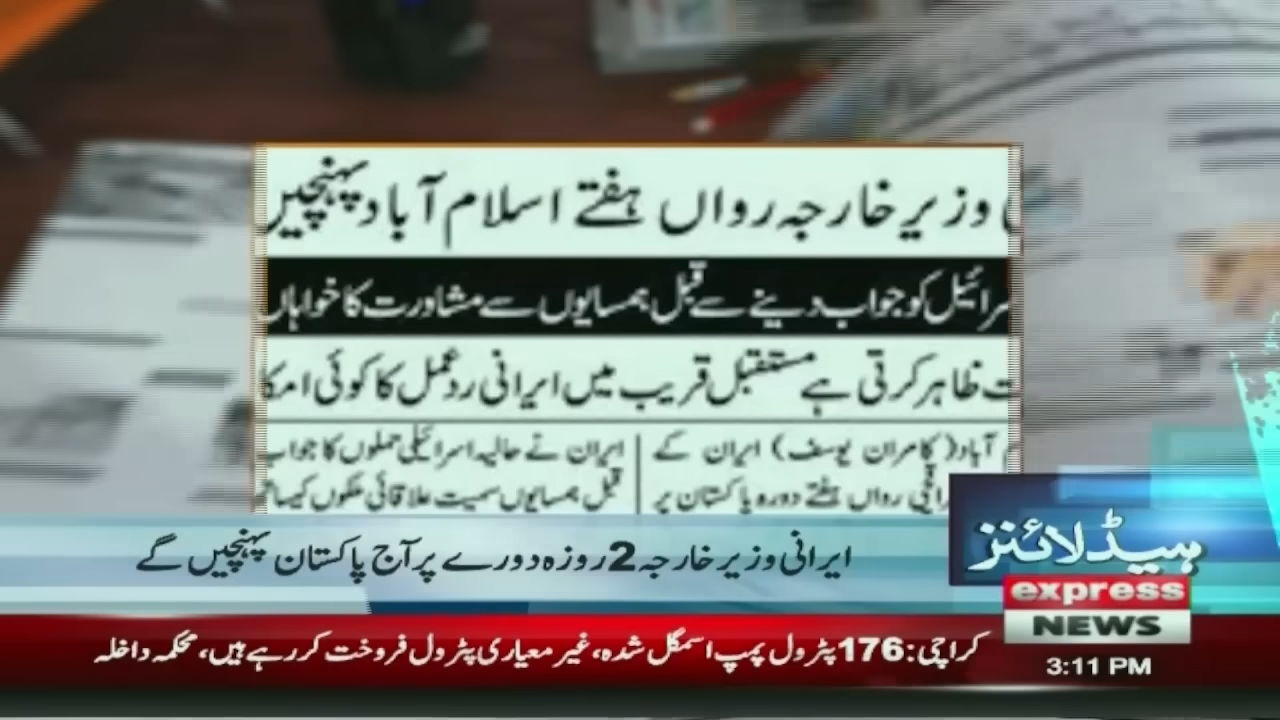 وزیر خارجہ رواں ہفتے اسلام آباد پہنچیں
سرائیل کو جواب دینے سے قبل ہمسایوں سے مشاورت کا خواہاں
ت ظاہر کرتی ہے مستقبل قریب میں ایرانی ردعمل کا کوئی امکا
م آباد (کامران یوسف) ایران کے
رواں ہفتے دورہ پاکستان پر
ایران نے حالیہ اسرائیلی حملوں کا جواب
قبل ہمسایوں سمیت علاقائی ملکوں کیساتھ
ہیڈ لائنز
ایرانی وزیر خارجہ 2 روزہ دورے پر آج پاکستان پہنچیں گے
express
NEWS
کراچی: 176 پٹرول پمپ اسمگل شدہ، غیر معیاری پٹرول فروخت کر رہے ہیں، محکمہ داخلہ
3:11 PM